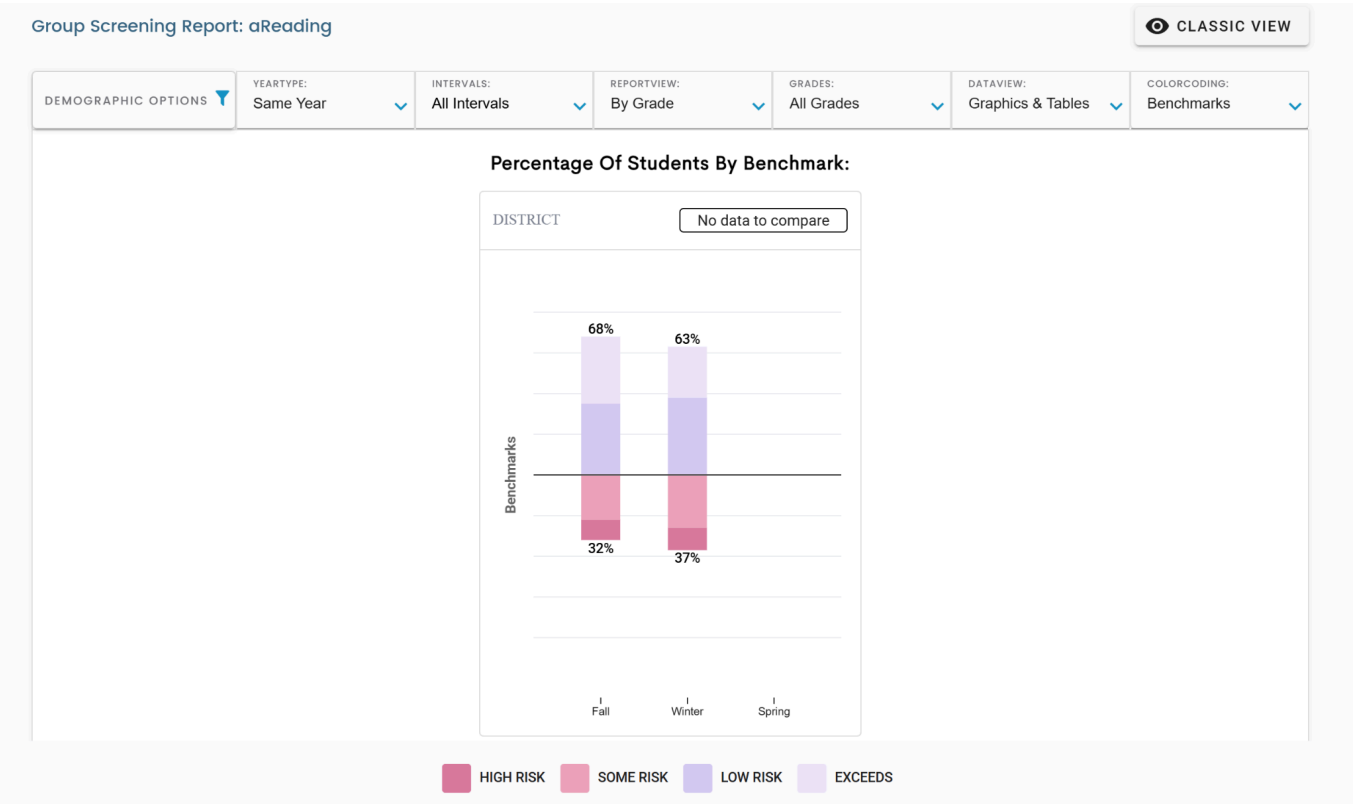 Group Screening Report: aReading
CLASSIC VIEW
DEMOGRAPHIC OPTIONS
YEARTYPE:
Same Year
INTERVALS:
All Intervals
REPORTVIEW:
By Grade
GRADES:
All Grades
DATAVIEW:
Graphics & Tables
COLORCODING:
Benchmarks
Percentage Of Students By Benchmark:
DISTRICT
No data to compare
68%
63%
Benchmarks
32%
37%
Fall
Winter
Spring
HIGH RISK
SOME RISK
LOW RISK
EXCEEDS